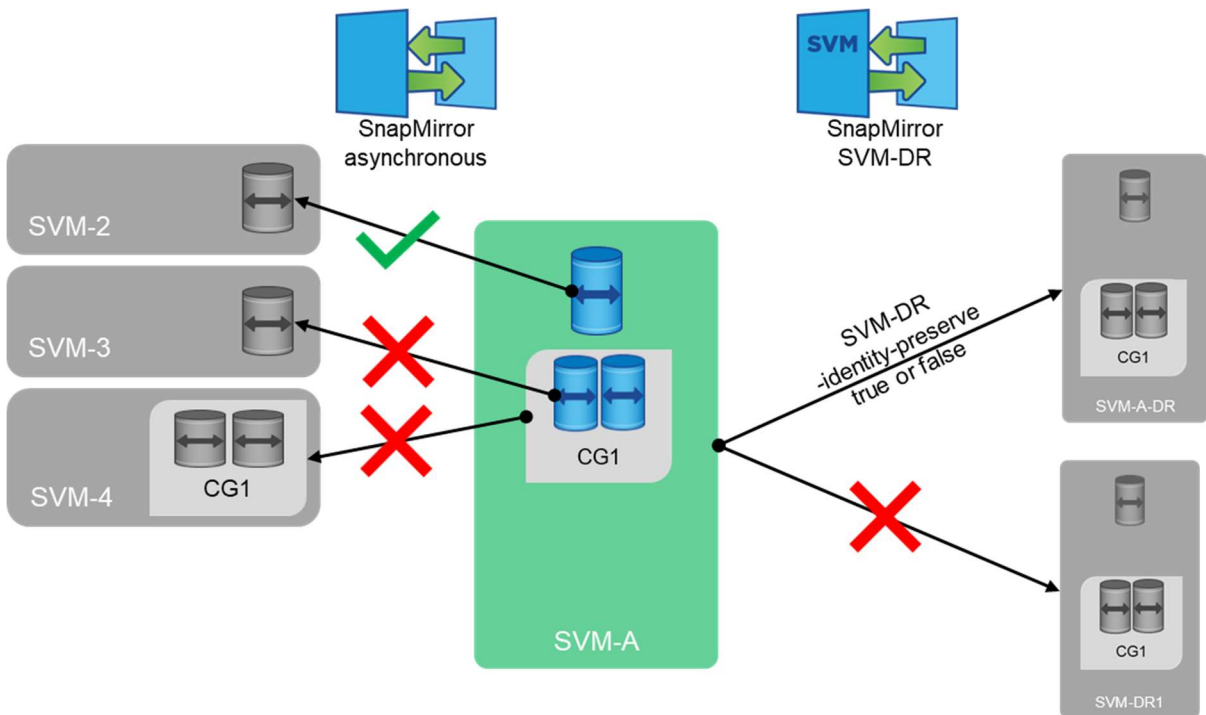 SVM
SnapMirror
asynchronous
SnapMirror
SVM-DR
SVM-2
SVM-3
CG1
SVM-4
CG1
SVM-A
SVM-DR
-identity-preserve
true or false
CG1
SVM-A-DR
CG1
SVM-DR1